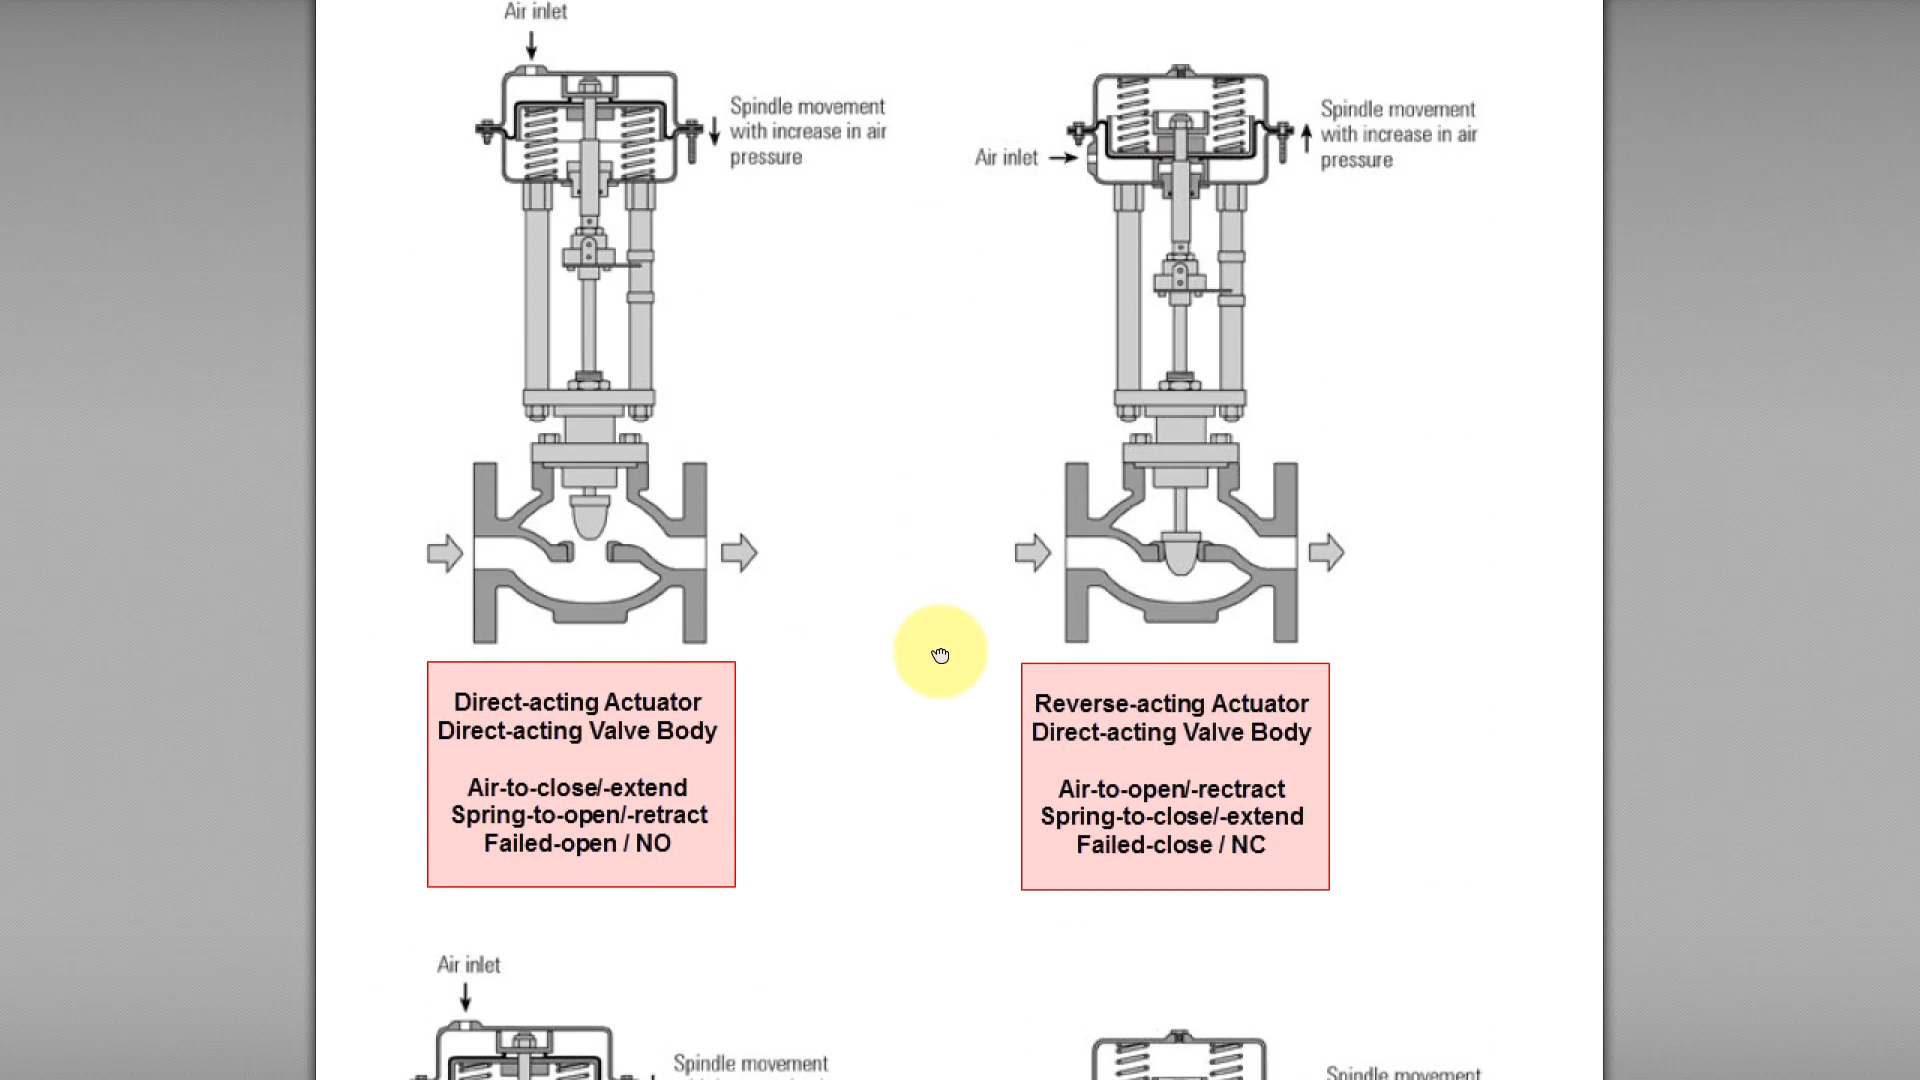 Air inlet
Spindle movement
with increase in air
pressure
Air inlet
Spindle movement
with increase in air
pressure
Direct-acting Actuator
Direct-acting Valve Body
Air-to-close/-extend
Spring-to-open/-retract
Failed-open / NO
Reverse-acting Actuator
Direct-acting Valve Body
Air-to-open/-rectract
Spring-to-close/-extend
Failed-close / NC
Air inlet
Spindle movement
Spindle movement